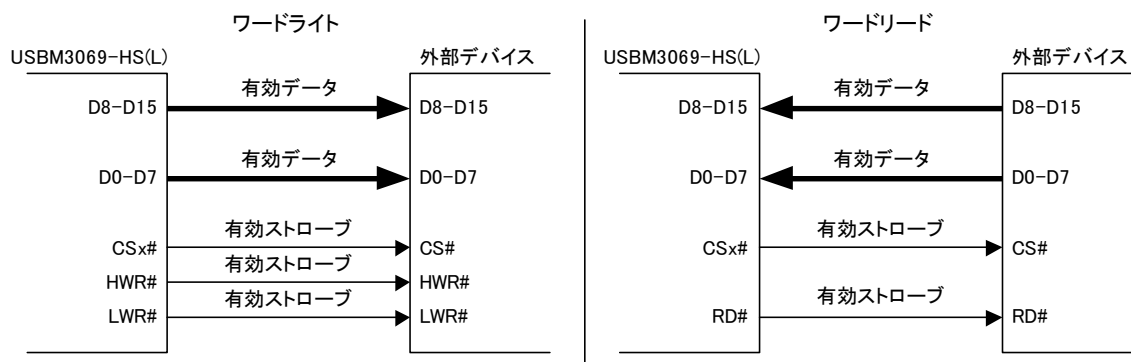 ワードライト
USBM3069-HS(L)
外部デバイス
D8-D15
有効データ
D8-D15
D0-D7
有効データ
D0-D7
CSx#
有効ストローブ
CS#
HWR#
有効ストローブ
HWR#
LWR#
有効ストローブ
LWR#
ワードリード
USBM3069-HS(L)
外部デバイス
D8-D15
有効データ
D8-D15
D0-D7
有効データ
D0-D7
CSx#
有効ストローブ
CS#
RD#
有効ストローブ
RD#